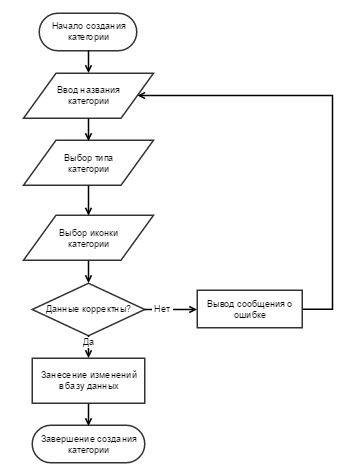 Начало создания
категории
Ввод названия
категории
Выбор типа
категории
Выбор иконки
категории
Данные корректны?
Нет
Вывод сообщения о
ошибке
Да
Занесение изменений
в базу данных
Завершение создания
категории